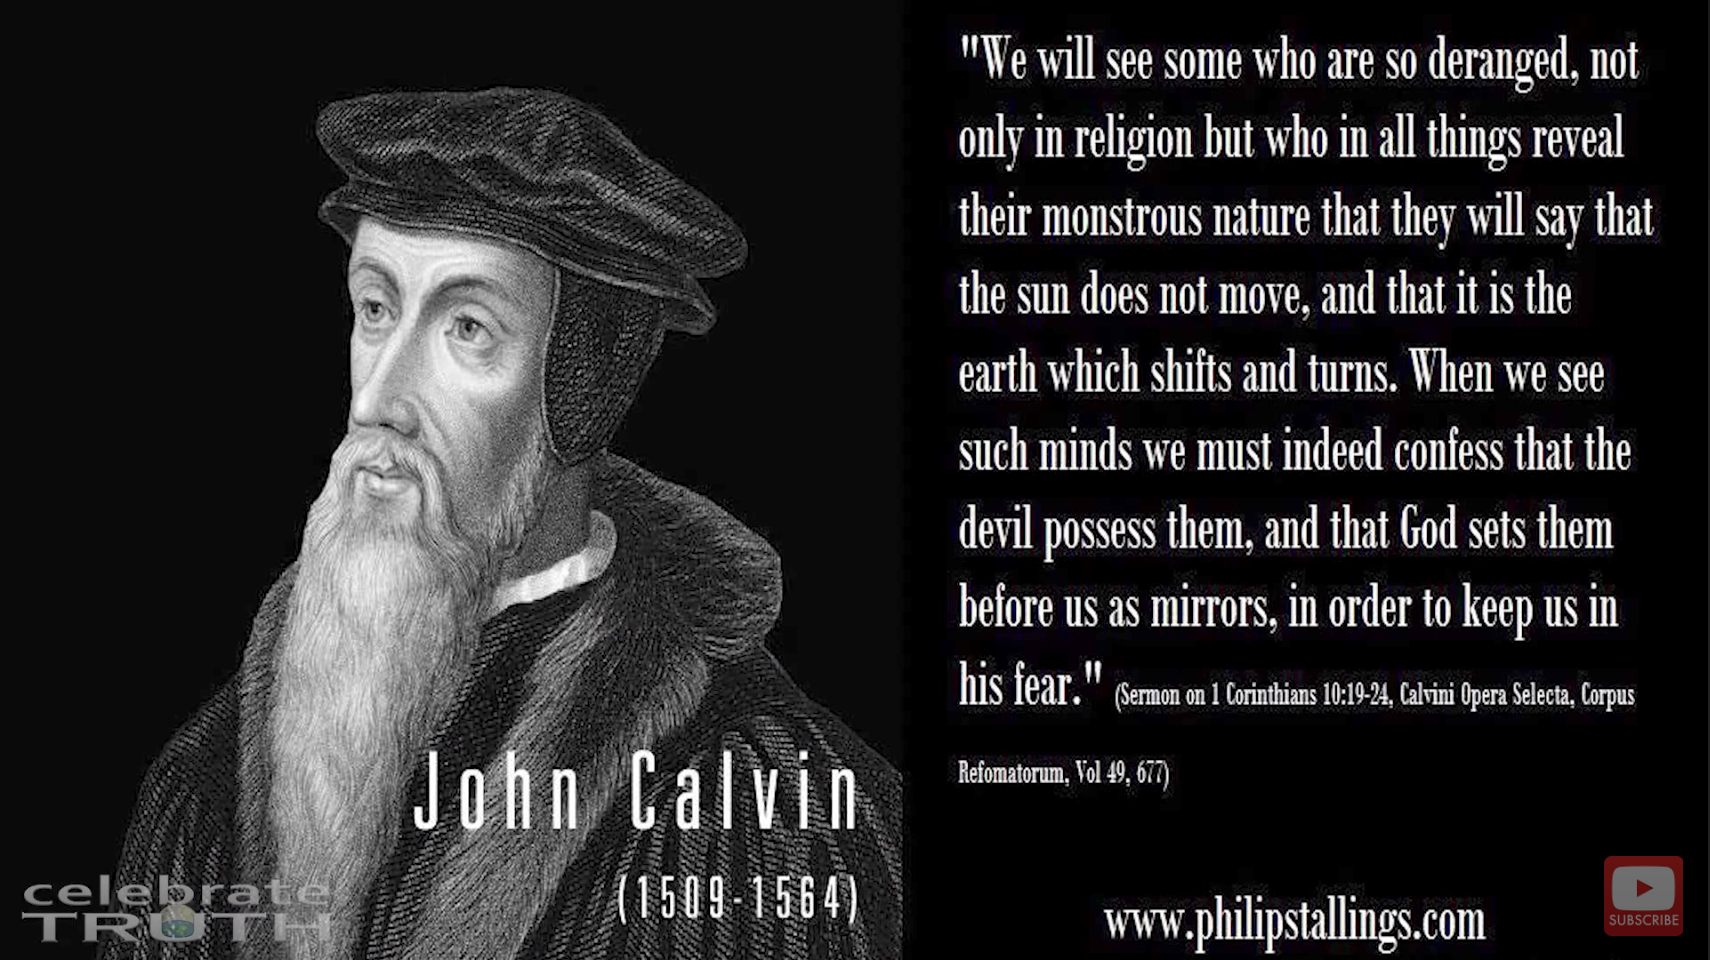 "We will see some who are so deranged, not
only in religion but who in all things reveal
their monstrous nature that they will say that
the sun does not move, and that it is the
earth which shifts and turns. When we see
such minds we must indeed confess that the
devil possess them, and that God sets them
before us as mirrors, in order to keep us in
his fear." (Sermon on 1 Corinthians 10:19-24, Calvini Opera Selecta, Corpus
Refomatorum, Vol 49, 677)
John Calvin
(1509-1564)
celebrate
TRUTH
www.philipstallings.com
SUBSCRIBE